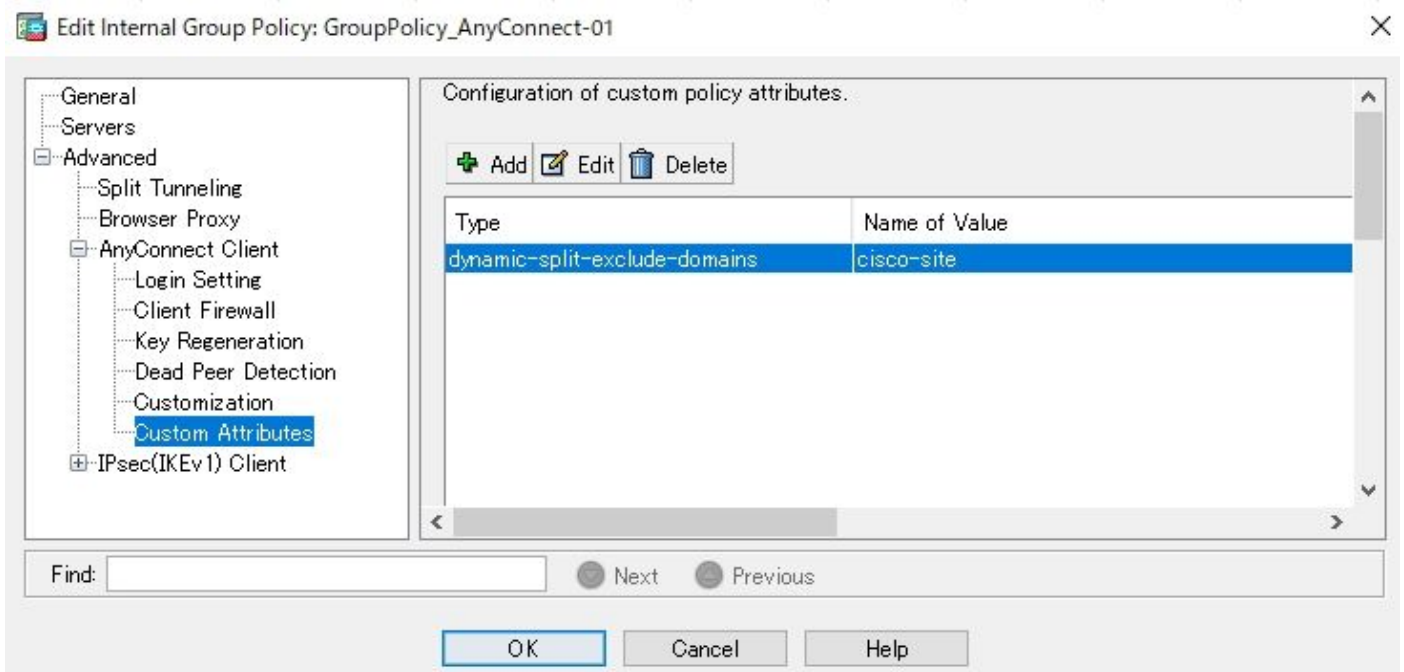 Edit Internal Group Policy: GroupPolicy_AnyConnect-01
General
Servers
Advanced
Split Tunneling
Browser Proxy
AnyConnect Client
Login Setting
Client Firewall
Key Regeneration
Dead Peer Detection
Customization
Custom Attributes
IPsec(IKEv1) Client
Configuration of custom policy attributes.
Add Edit Delete
Type Name of Value
dynamic-split-exclude-domains cisco-site
Find: Next Previous
OK Cancel Help